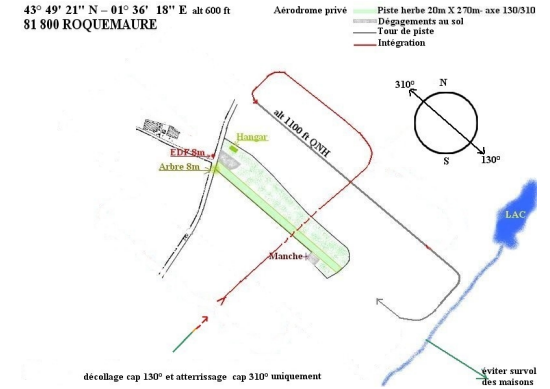 43° 49' 21" N – 01° 36' 18" E alt 600 ft
81 800 ROQUEMAURE
Aérodrome privé
Piste herbe 20m X 270m- axe 130/310
Dégagements au sol
Tour de piste
Intégration
310°
N
S
130°
alt 1100 ft QNH
Hangar
EDF 8m
Arbre 8m
Manche
LAC
décollage cap 130° et atterrissage cap 310° uniquement
éviter survol
des maisons